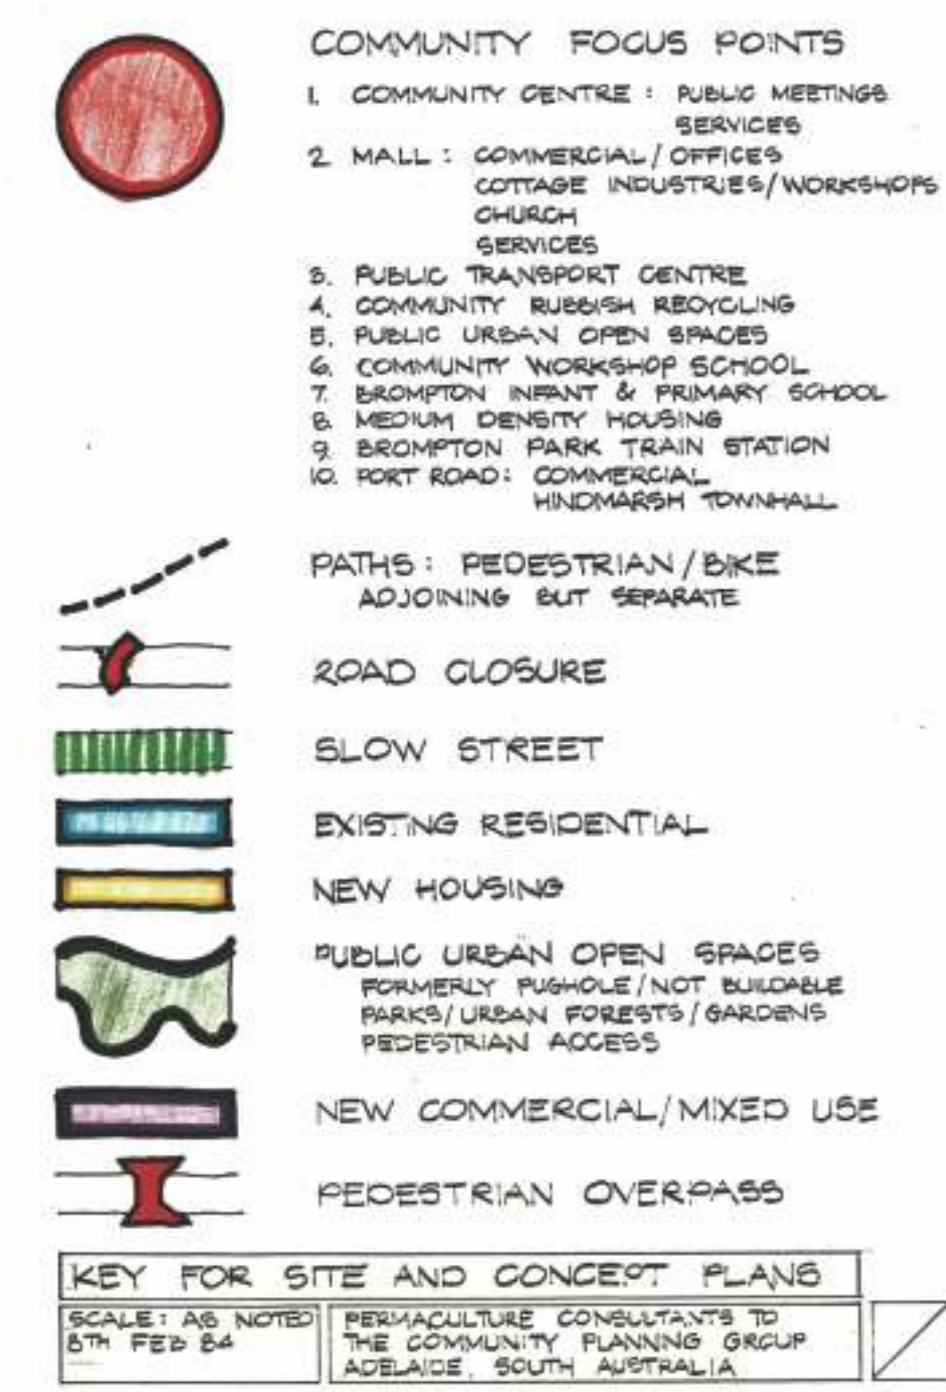 COMMUNITY FOCUS POINTS
1. COMMUNITY CENTRE : PUBLIC MEETINGS
SERVICES
2 MALL : COMMERCIAL / OFFICES
COTTAGE INDUSTRIES / WORKSHOPS
CHURCH
SERVICES
3. PUBLIC TRANSPORT CENTRE
4. COMMUNITY RUBBISH RECYCLING
5. PUBLIC URBAN OPEN SPACES
6. COMMUNITY WORKSHOP SCHOOL
7. BROMPTON INFANT & PRIMARY SCHOOL
8. MEDIUM DENSITY HOUSING
9. BROMPTON PARK TRAIN STATION
10. PORT ROAD : COMMERCIAL
HINDMARSH TOWNHALL
PATHS : PEDESTRIAN / BIKE
ADJOINING BUT SEPARATE
ROAD CLOSURE
SLOW STREET
EXISTING RESIDENTIAL
NEW HOUSING
PUBLIC URBAN OPEN SPACES
FORMERLY PUGHOLE / NOT BUILDABLE
PARKS / URBAN FORESTS / GARDENS
PEDESTRIAN ACCESS
NEW COMMERCIAL / MIXED USE
PEDESTRIAN OVERPASS
KEY FOR SITE AND CONCEPT PLANS
SCALE : AS NOTED
8TH FEB 84
PERMACULTURE CONSULTANTS TO
THE COMMUNITY PLANNING GROUP
ADELAIDE, SOUTH AUSTRALIA